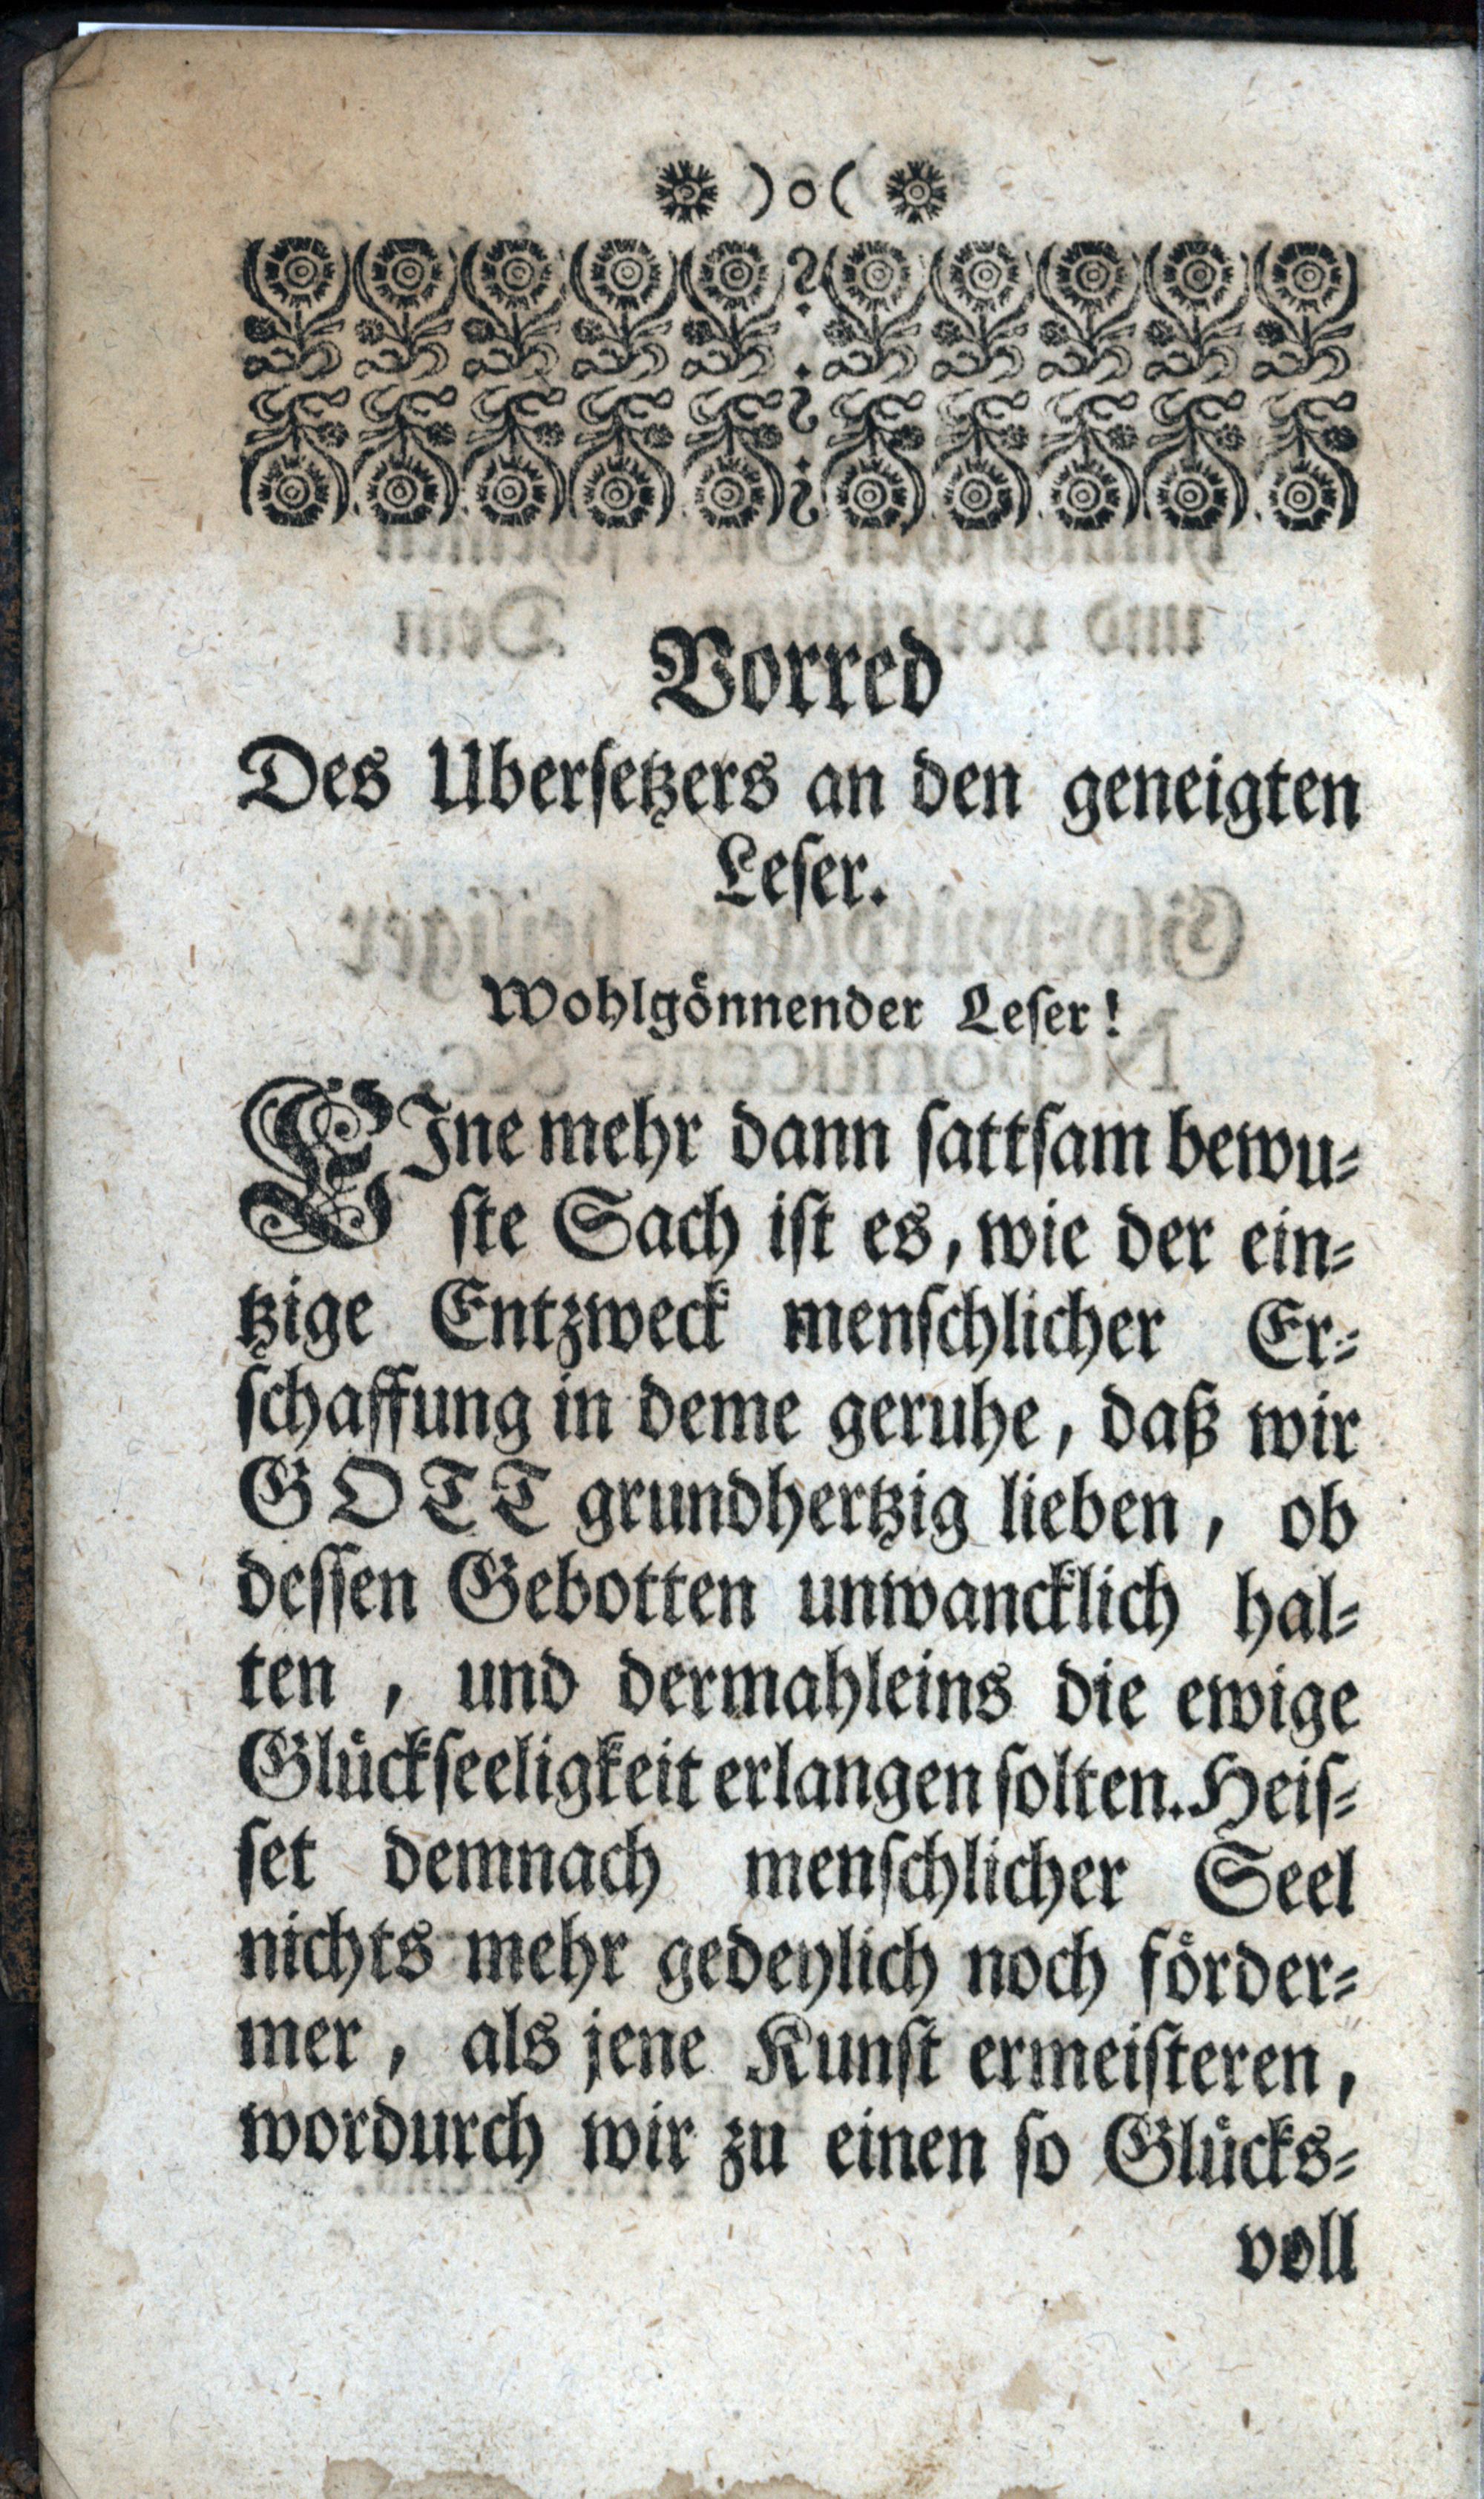 )o(
Vorred
Des Ubersetzers an den geneigten
Leser.
Wohlgönnender Leser!
EIne mehr dann sattsam bewu⸗
ste Sach ist es, wie der ein⸗
tzige Entzweck menschlicher Er⸗
schaffung in deme geruhe, daß wir
GOTT grundhertzig lieben, ob
dessen Gebotten unwancklich hal⸗
ten, und dermahleins die ewige
Glückseeligkeit erlangen solten. Heis⸗
set demnach menschlicher Seel
nichts mehr gedeylich noch förder⸗
mer, als jene Kunst ermeisteren,
wordurch wir zu einen so Glücks⸗
voll